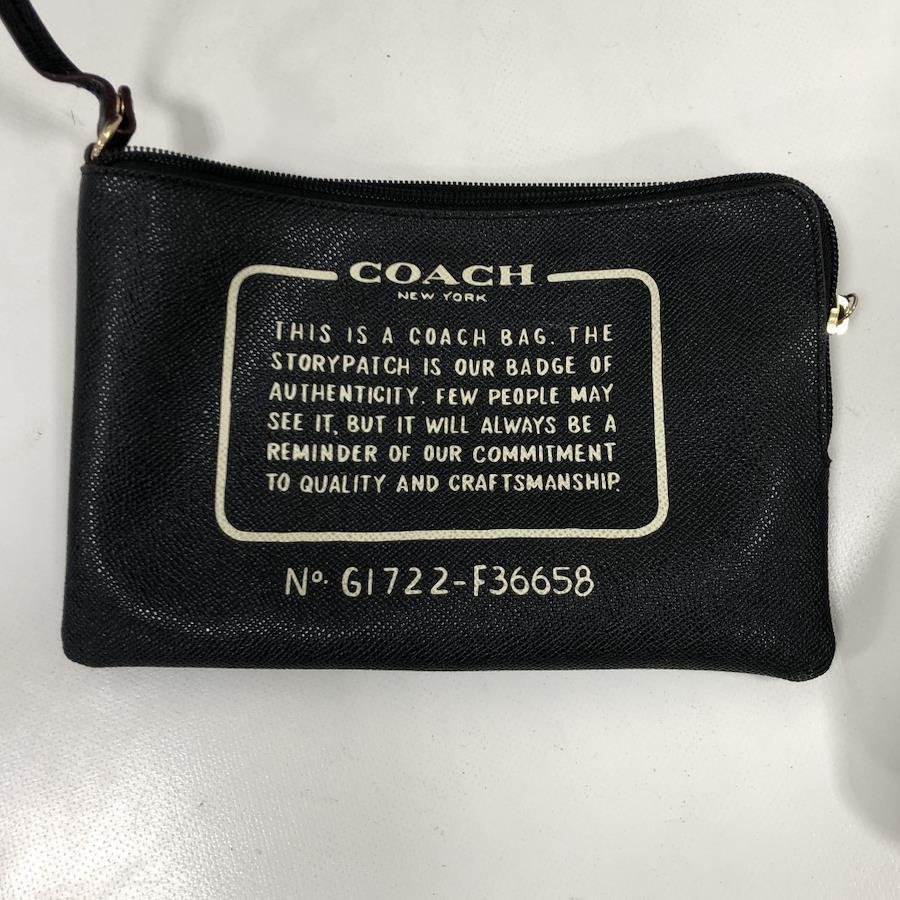 COACH
NEW YORK
THIS IS A COACH BAG. THE
STORYPATCH IS OUR BADGE OF
AUTHENTICITY. FEW PEOPLE MAY
SEE IT, BUT IT WILL ALWAYS BE A
REMINDER OF OUR COMMITMENT
TO QUALITY AND CRAFTSMANSHIP.
No. G1722-F36658